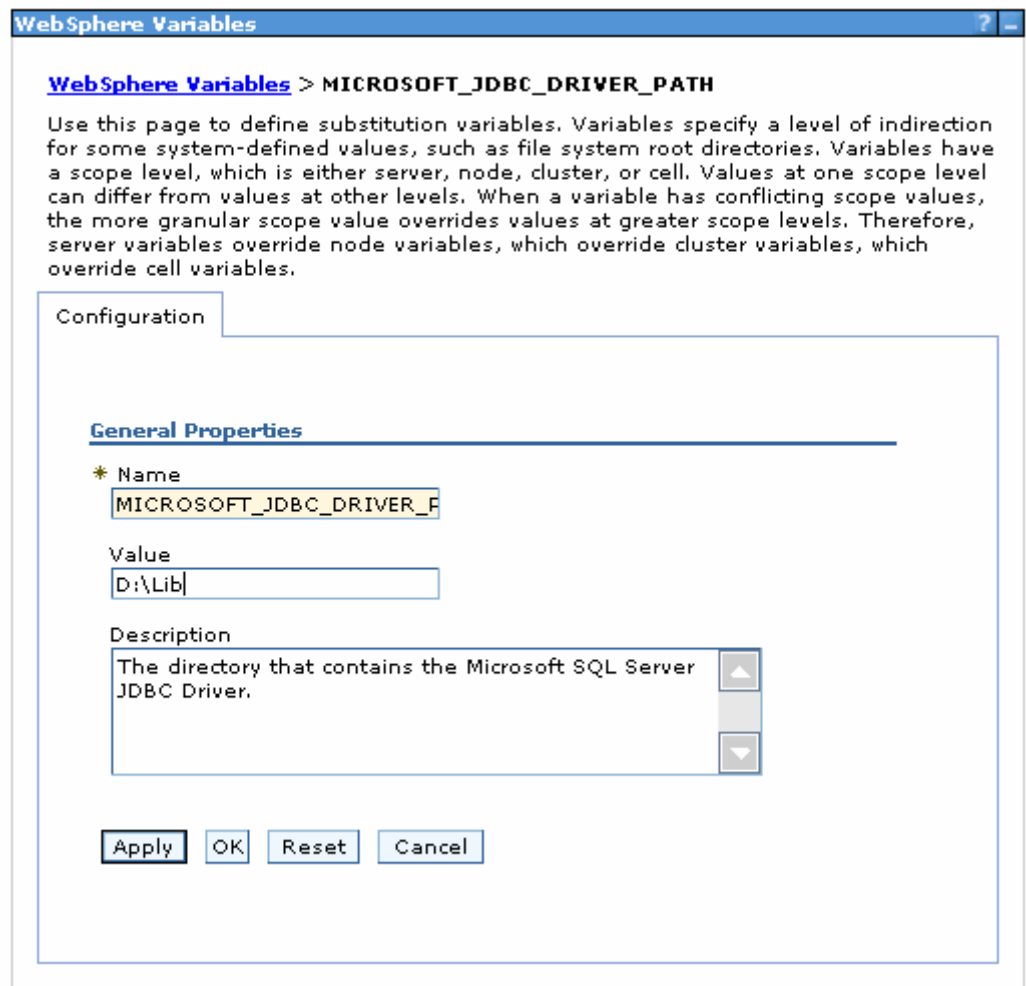 WebSphere Variables ? –
WebSphere Variables > MICROSOFT_JDBC_DRIVER_PATH
Use this page to define substitution variables. Variables specify a level of indirection
for some system-defined values, such as file system root directories. Variables have
a scope level, which is either server, node, cluster, or cell. Values at one scope level
can differ from values at other levels. When a variable has conflicting scope values,
the more granular scope value overrides values at greater scope levels. Therefore,
server variables override node variables, which override cluster variables, which
override cell variables.
Configuration
General Properties
* Name
MICROSOFT_JDBC_DRIVER_P
Value
D:\Lib
Description
The directory that contains the Microsoft SQL Server
JDBC Driver.
Apply OK Reset Cancel